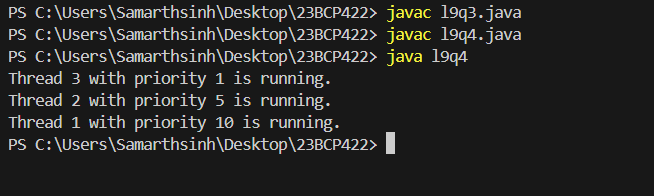 PS C:\Users\Samarthsinh\Desktop\23BCP422> javac l9q3.java
PS C:\Users\Samarthsinh\Desktop\23BCP422> javac l9q4.java
PS C:\Users\Samarthsinh\Desktop\23BCP422> java l9q4
Thread 3 with priority 1 is running.
Thread 2 with priority 5 is running.
Thread 1 with priority 10 is running.
PS C:\Users\Samarthsinh\Desktop\23BCP422>